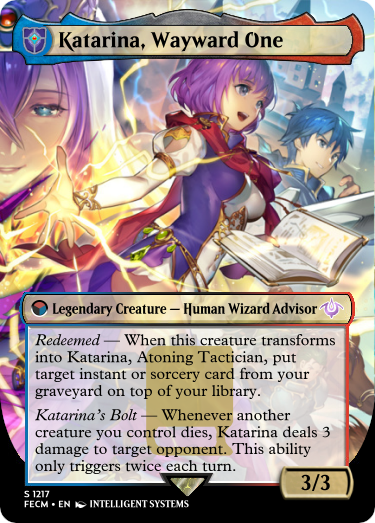 Katarina, Wayward One
Legendary Creature — Human Wizard Advisor
Redeemed — When this creature transforms
into Katarina, Atoning Tactician, put
target instant or sorcery card from your
graveyard on top of your library.
Katarina's Bolt — Whenever another
creature you control dies, Katarina deals 3
damage to target opponent. This ability
only triggers twice each turn.
3/3
S 1217
FECM • EN INTELLIGENT SYSTEMS